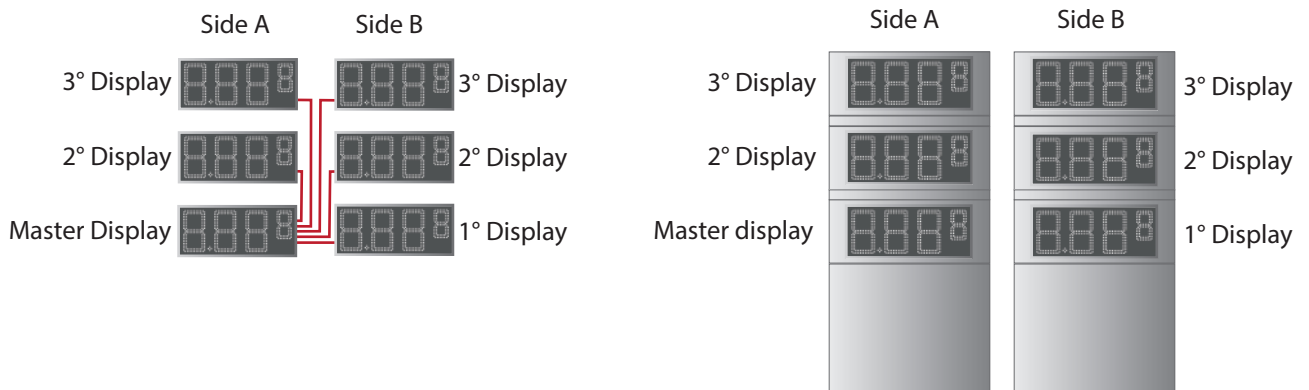 Side A Side B
3° Display 3° Display
2° Display 2° Display
Master Display 1° Display
Side A Side B
3° Display 3° Display
2° Display 2° Display
Master display 1° Display